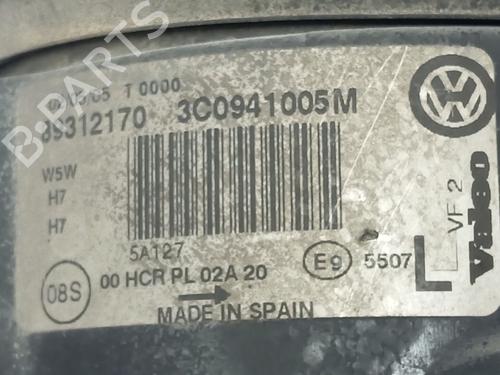 T 0000
89312170 3C0941005M
W5W
H7
H7
VF 2
Valeo
5A127
08S
00 HCR PL 02A 20
E9 5507 L
MADE IN SPAIN
B-PARTS